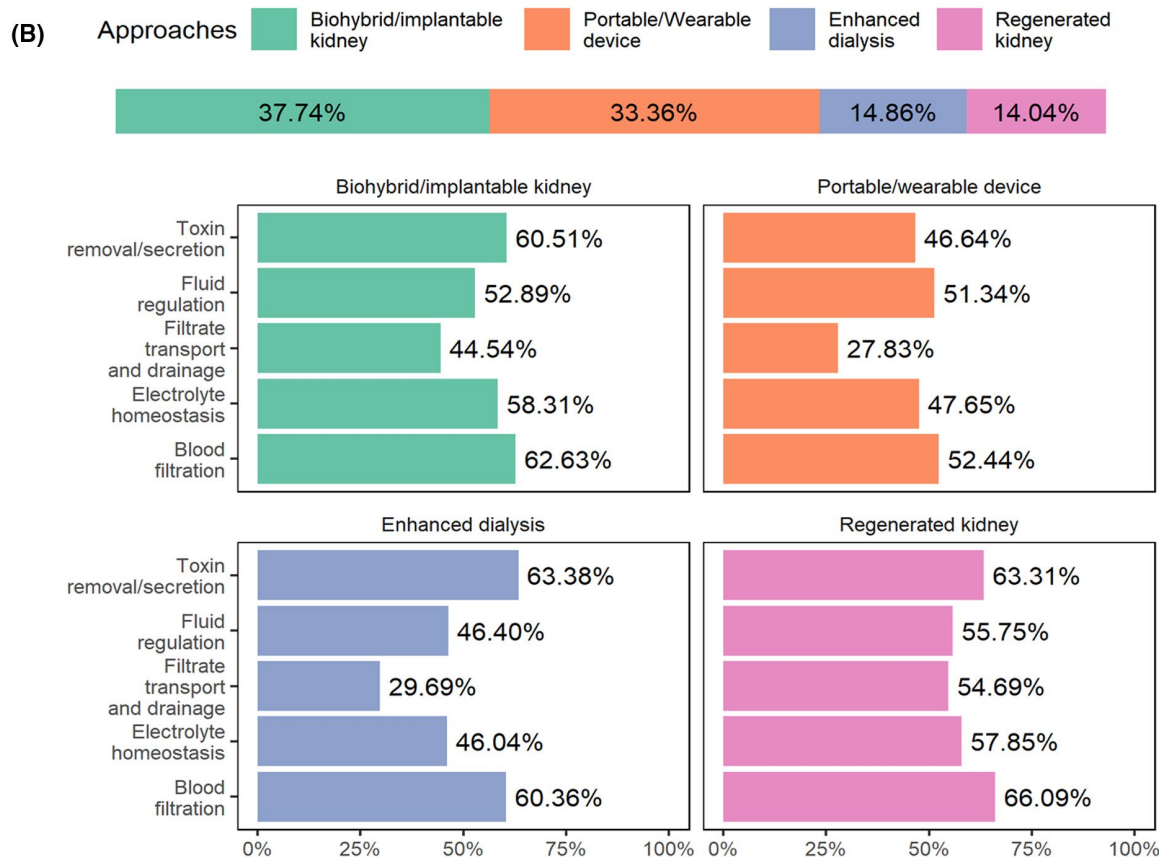 (B)
Approaches
Biohybrid/implantable
kidney
Portable/Wearable
device
Enhanced
dialysis
Regenerated
kidney
37.74%
33.36%
14.86%
14.04%
Biohybrid/implantable kidney
Toxin
removal/secretion
60.51%
Fluid
regulation
52.89%
Filtrate
transport
and drainage
44.54%
Electrolyte
homeostasis
58.31%
Blood
filtration
62.63%
Portable/wearable device
46.64%
51.34%
27.83%
47.65%
52.44%
Enhanced dialysis
Toxin
removal/secretion
63.38%
Fluid
regulation
46.40%
Filtrate
transport
and drainage
29.69%
Electrolyte
homeostasis
46.04%
Blood
filtration
60.36%
0% 25% 50% 75% 100%
Regenerated kidney
63.31%
55.75%
54.69%
57.85%
66.09%
0% 25% 50% 75% 100%